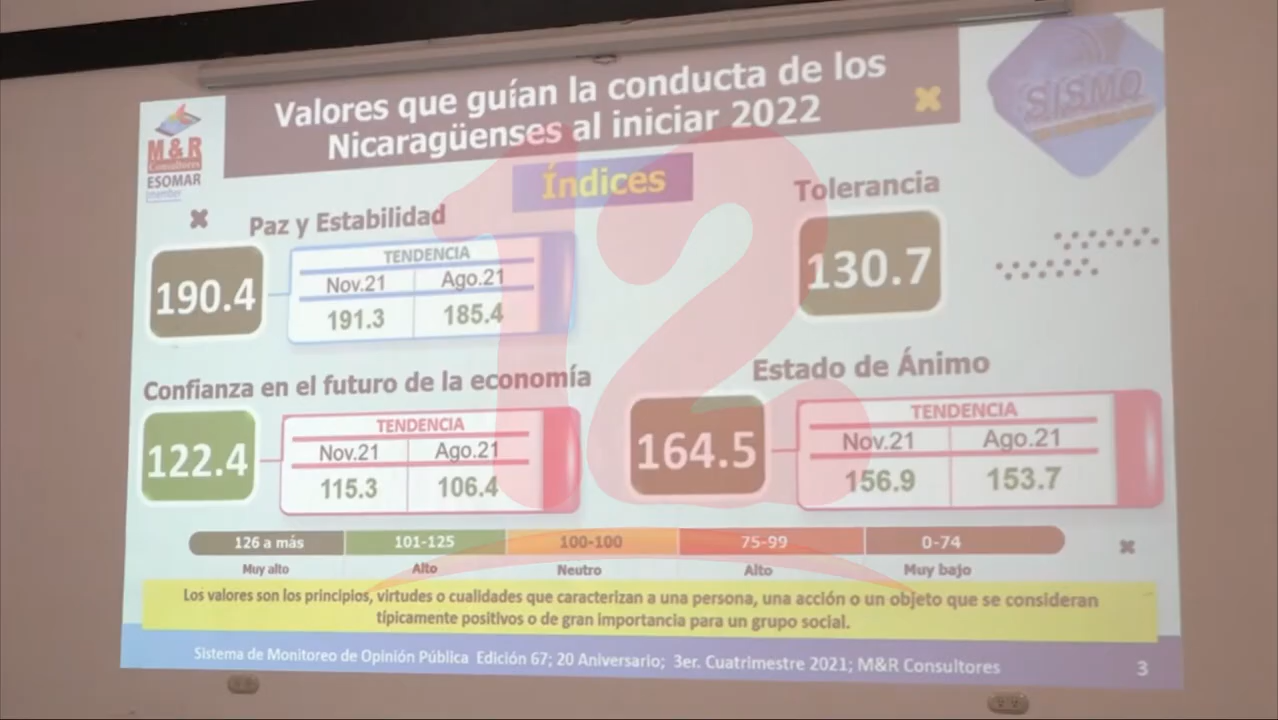 Valores que guían la conducta de los
Nicaragüenses al iniciar 2022
M&R
Consultores
ESOMAR
member
SISMO
Índices
Paz y Estabilidad
190.4
TENDENCIA
Nov.21 Ago.21
191.3 185.4
Tolerancia
130.7
Confianza en el futuro de la economía
122.4
TENDENCIA
Nov.21 Ago.21
115.3 106.4
Estado de Ánimo
164.5
TENDENCIA
Nov.21 Ago.21
156.9 153.7
126 a más 101-125 100-100 75-99 0-74
Muy alto Alto Neutro Alto Muy bajo
Los valores son los principios, virtudes o cualidades que caracterizan a una persona, una acción o un objeto que se consideran
típicamente positivos o de gran importancia para un grupo social.
Sistema de Monitoreo de Opinión Pública Edición 67; 20 Aniversario; 3er. Cuatrimestre 2021; M&R Consultores
3
12